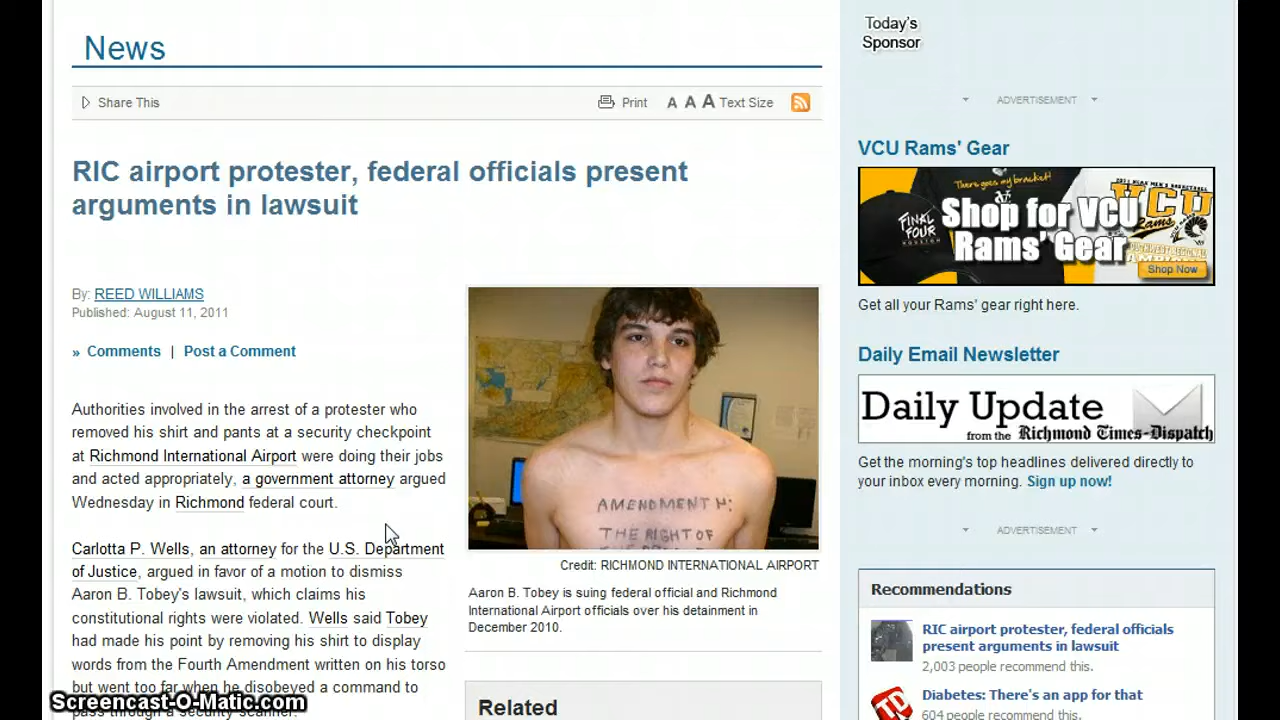 News
Share This
Print A A A Text Size
RIC airport protester, federal officials present
arguments in lawsuit
By: REED WILLIAMS
Published: August 11, 2011
» Comments | Post a Comment
Authorities involved in the arrest of a protester who
removed his shirt and pants at a security checkpoint
at Richmond International Airport were doing their jobs
and acted appropriately, a government attorney argued
Wednesday in Richmond federal court.
Carlotta P. Wells, an attorney for the U.S. Department
of Justice, argued in favor of a motion to dismiss
Aaron B. Tobey's lawsuit, which claims his
constitutional rights were violated. Wells said Tobey
had made his point by removing his shirt to display
words from the Fourth Amendment written on his torso
but went too far when he disobeyed a command to
pass through a security scanner.
Screencast-O-Matic.com
AMENDMENT 4:
THE RIGHT OF
Credit: RICHMOND INTERNATIONAL AIRPORT
Aaron B. Tobey is suing federal official and Richmond
International Airport officials over his detainment in
December 2010.
Related
Today's
Sponsor
ADVERTISEMENT
VCU Rams' Gear
There goes my bracket!
FINAL
FOUR
HOUSTON
Shop for VCU
Rams' Gear
VCU
Rams
Shop Now
Get all your Rams' gear right here.
Daily Email Newsletter
Daily Update
from the Richmond Times-Dispatch
Get the morning's top headlines delivered directly to
your inbox every morning. Sign up now!
ADVERTISEMENT
Recommendations
RIC airport protester, federal officials
present arguments in lawsuit
2,003 people recommend this.
TD
Diabetes: There's an app for that
604 people recommend this.